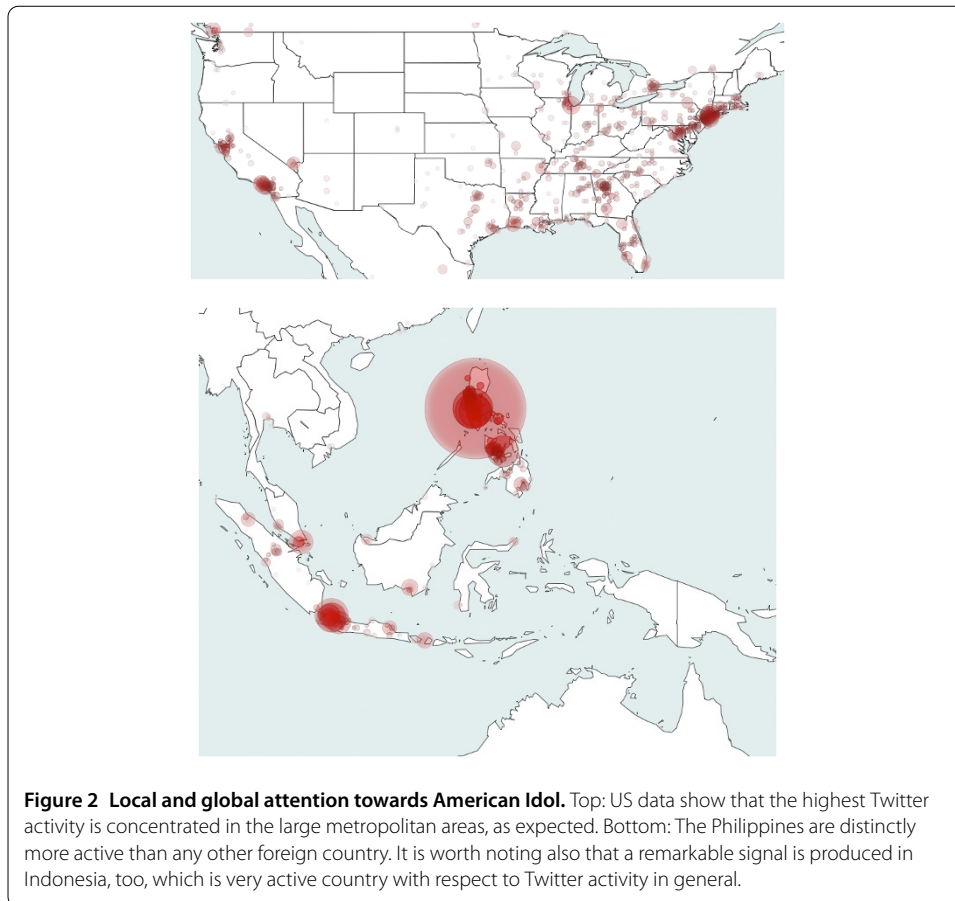 Figure 2 Local and global attention towards American Idol. Top: US data show that the highest Twitter
activity is concentrated in the large metropolitan areas, as expected. Bottom: The Philippines are distinctly
more active than any other foreign country. It is worth noting also that a remarkable signal is produced in
Indonesia, too, which is very active country with respect to Twitter activity in general.